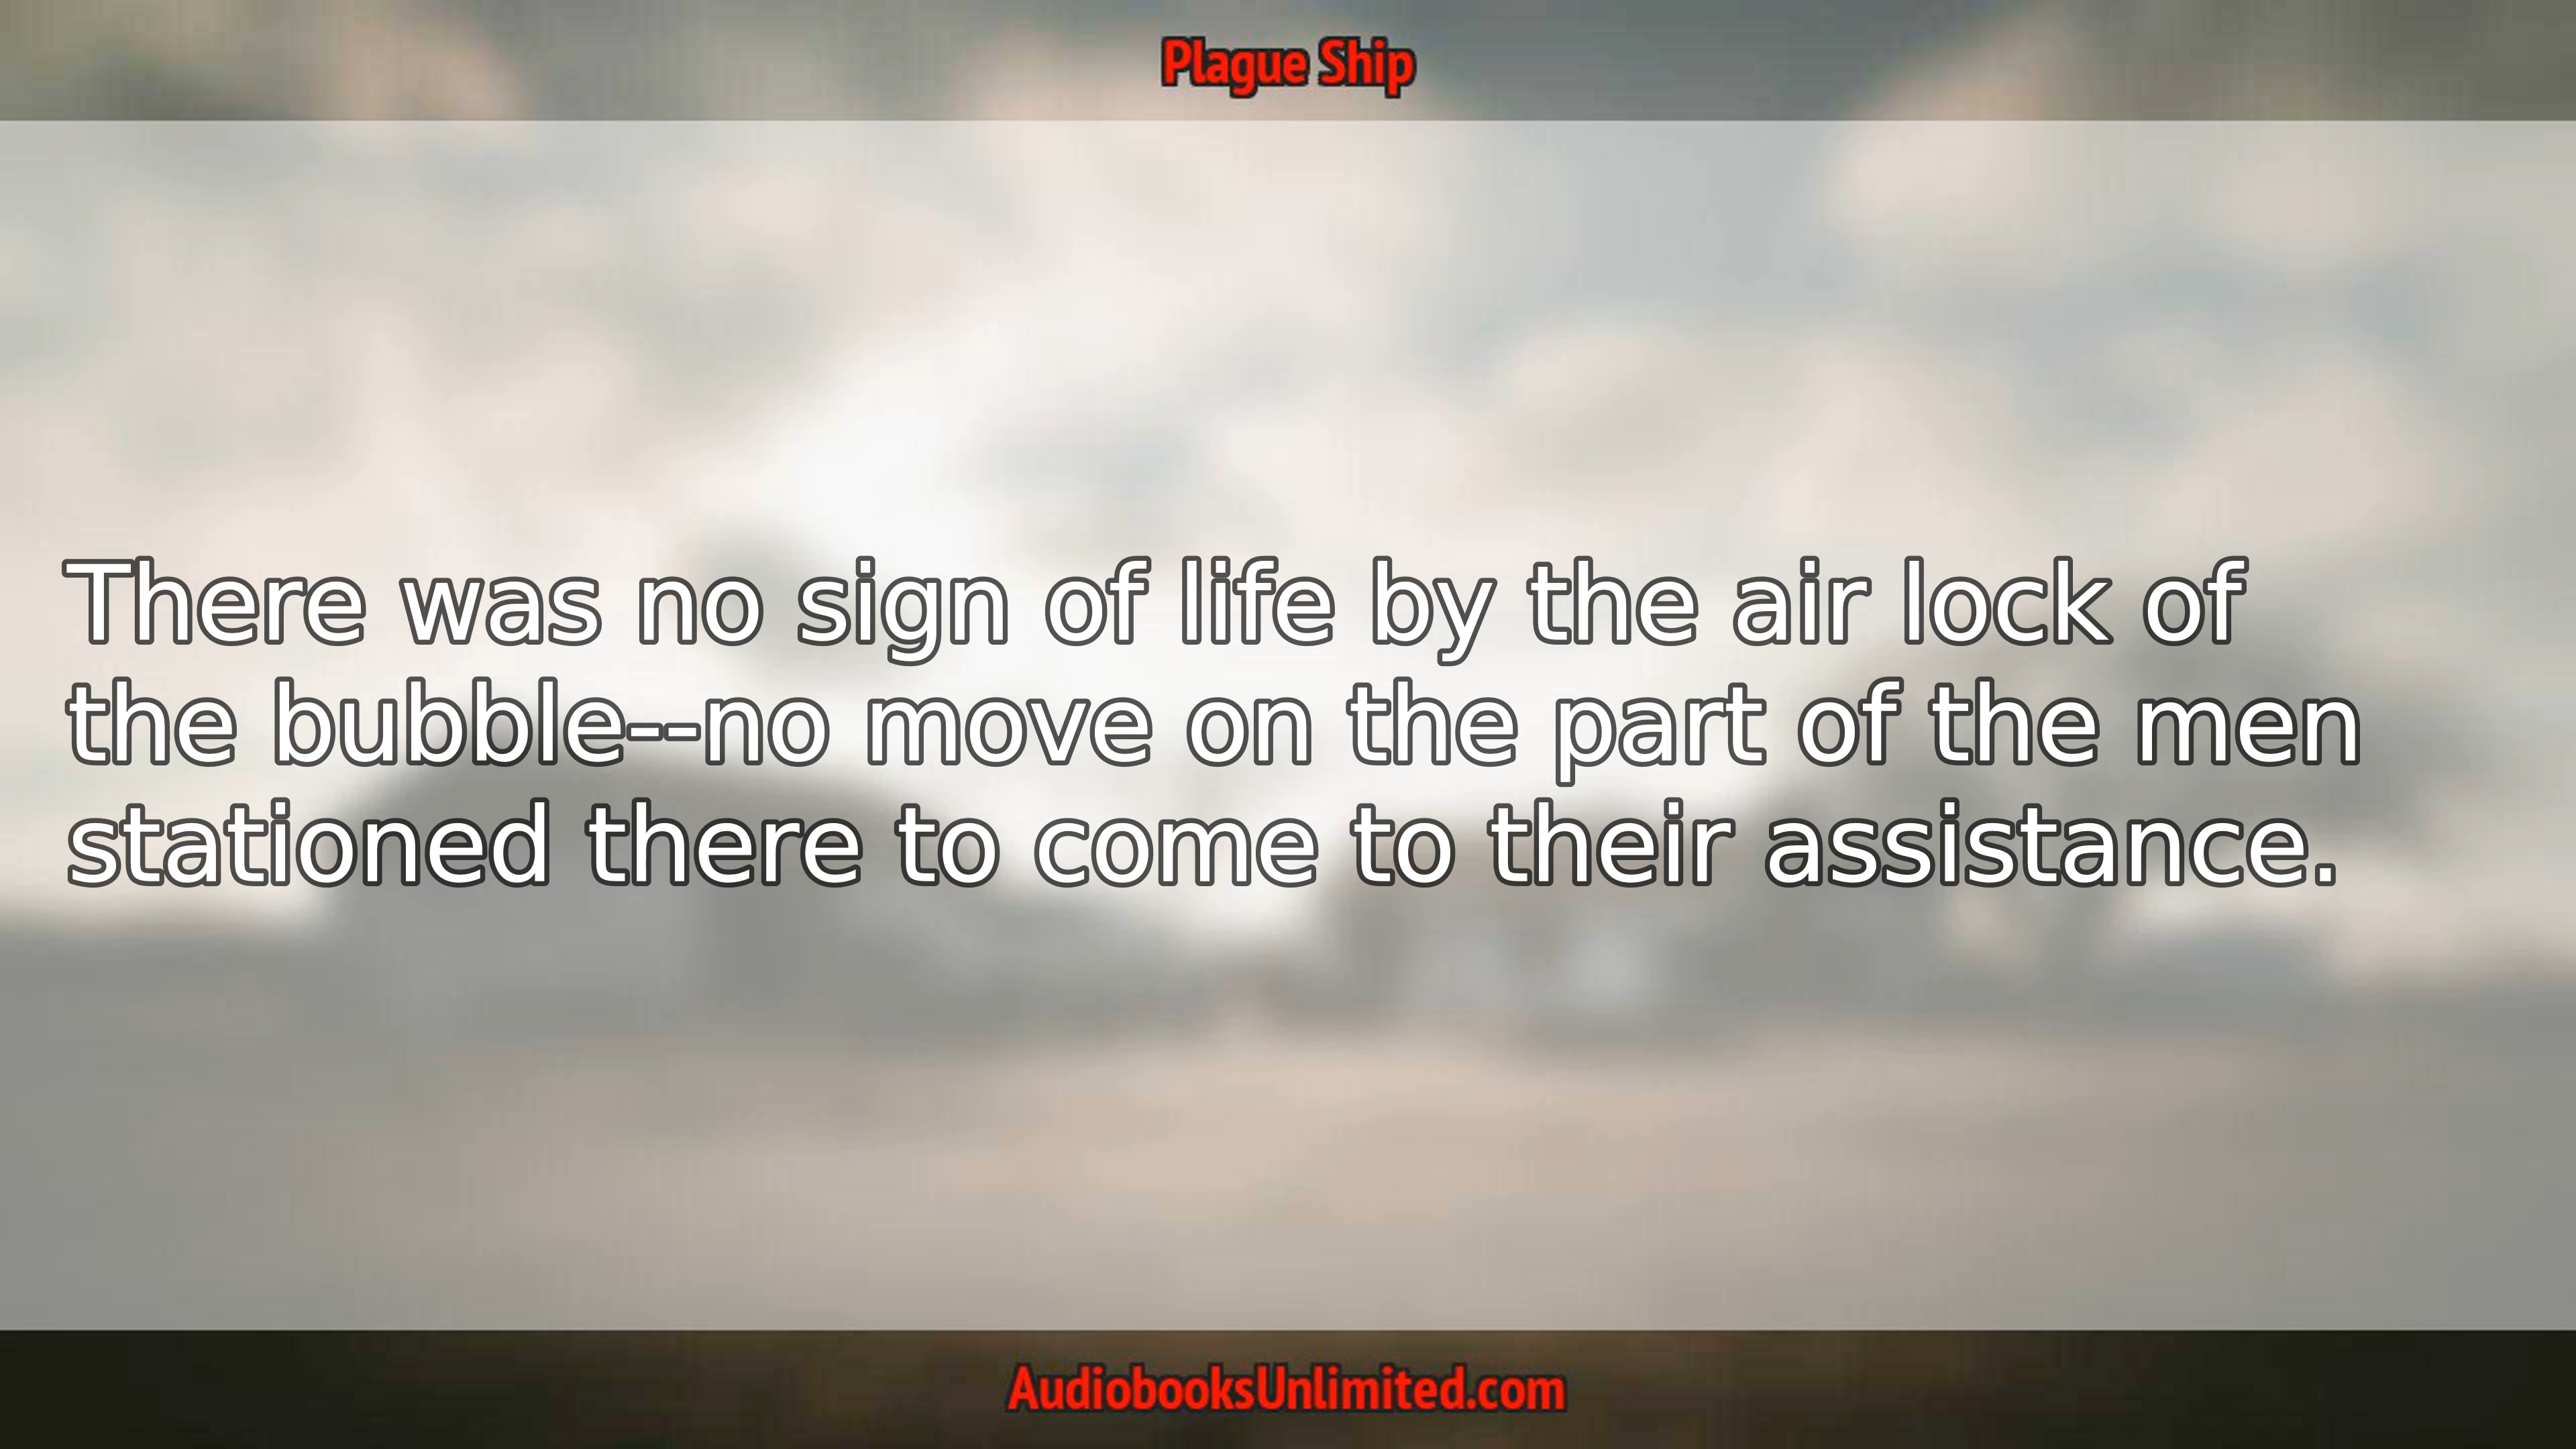 Plague Ship
There was no sign of life by the air lock of
the bubble--no move on the part of the men
stationed there to come to their assistance.
AudiobooksUnlimited.com